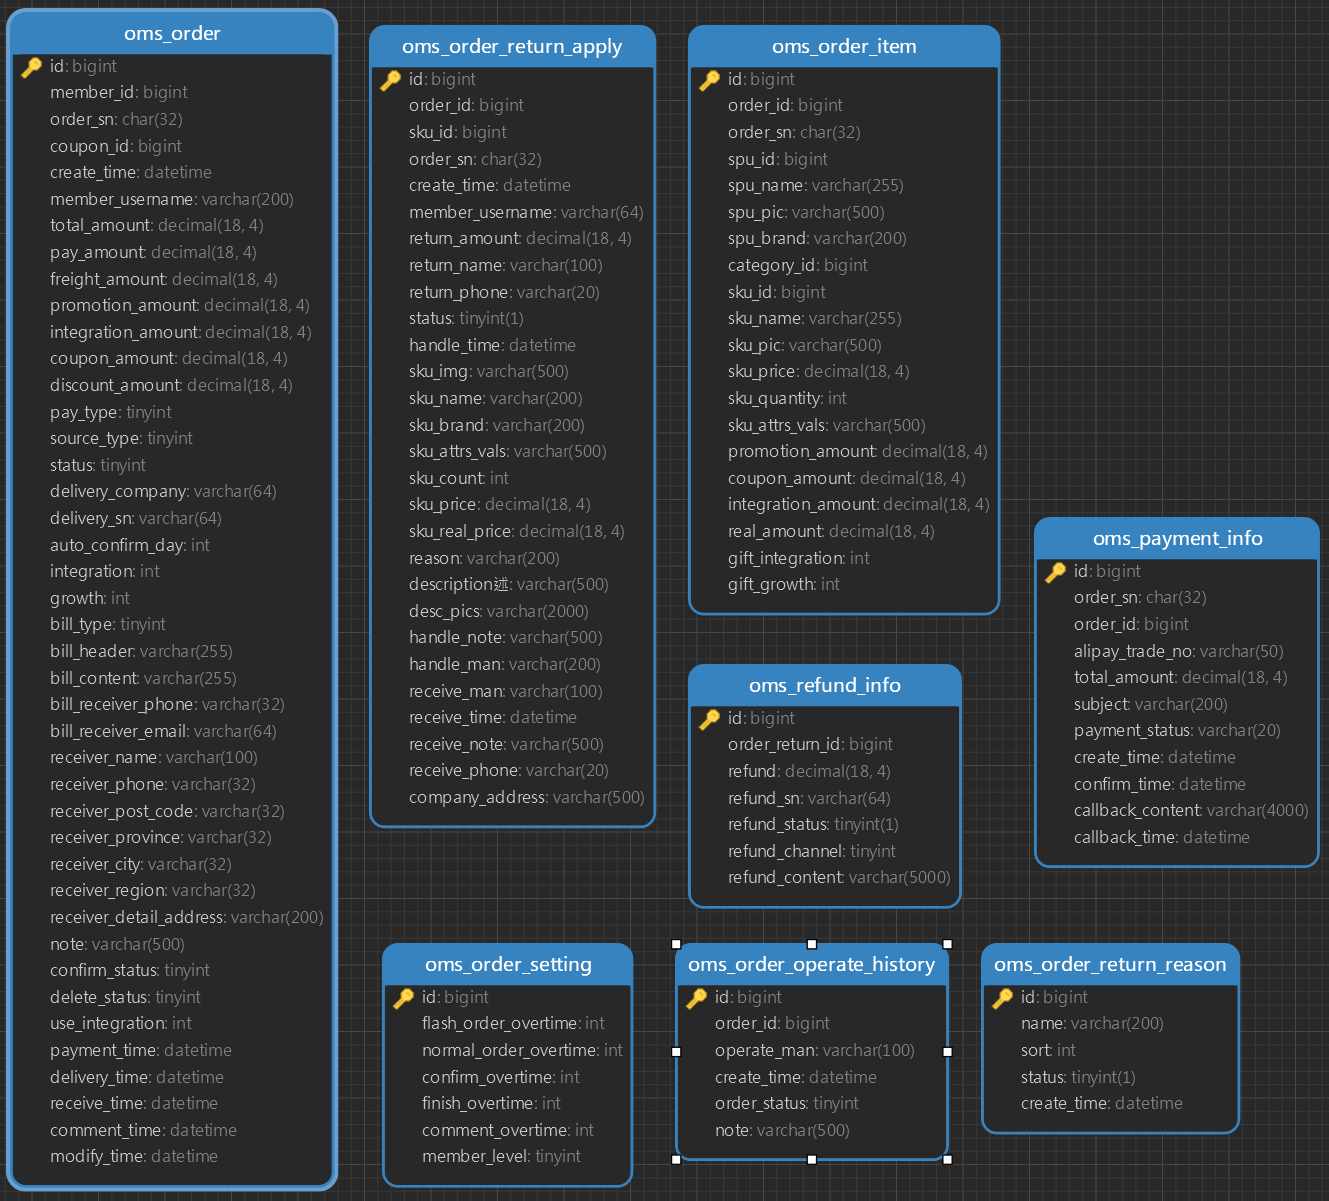 oms_order
id: bigint
member_id: bigint
order_sn: char(32)
coupon_id: bigint
create_time: datetime
member_username: varchar(200)
total_amount: decimal(18, 4)
pay_amount: decimal(18, 4)
freight_amount: decimal(18, 4)
promotion_amount: decimal(18, 4)
integration_amount: decimal(18, 4)
coupon_amount: decimal(18, 4)
discount_amount: decimal(18, 4)
pay_type: tinyint
source_type: tinyint
status: tinyint
delivery_company: varchar(64)
delivery_sn: varchar(64)
auto_confirm_day: int
integration: int
growth: int
bill_type: tinyint
bill_header: varchar(255)
bill_content: varchar(255)
bill_receiver_phone: varchar(32)
bill_receiver_email: varchar(64)
receiver_name: varchar(100)
receiver_phone: varchar(32)
receiver_post_code: varchar(32)
receiver_province: varchar(32)
receiver_city: varchar(32)
receiver_region: varchar(32)
receiver_detail_address: varchar(200)
note: varchar(500)
confirm_status: tinyint
delete_status: tinyint
use_integration: int
payment_time: datetime
delivery_time: datetime
receive_time: datetime
comment_time: datetime
modify_time: datetime
oms_order_return_apply
id: bigint
order_id: bigint
sku_id: bigint
order_sn: char(32)
create_time: datetime
member_username: varchar(64)
return_amount: decimal(18, 4)
return_name: varchar(100)
return_phone: varchar(20)
status: tinyint(1)
handle_time: datetime
sku_img: varchar(500)
sku_name: varchar(200)
sku_brand: varchar(200)
sku_attrs_vals: varchar(500)
sku_count: int
sku_price: decimal(18, 4)
sku_real_price: decimal(18, 4)
reason: varchar(200)
description述: varchar(500)
desc_pics: varchar(2000)
handle_note: varchar(500)
handle_man: varchar(200)
receive_man: varchar(100)
receive_time: datetime
receive_note: varchar(500)
receive_phone: varchar(20)
company_address: varchar(500)
oms_order_item
id: bigint
order_id: bigint
order_sn: char(32)
spu_id: bigint
spu_name: varchar(255)
spu_pic: varchar(500)
spu_brand: varchar(200)
category_id: bigint
sku_id: bigint
sku_name: varchar(255)
sku_pic: varchar(500)
sku_price: decimal(18, 4)
sku_quantity: int
sku_attrs_vals: varchar(500)
promotion_amount: decimal(18, 4)
coupon_amount: decimal(18, 4)
integration_amount: decimal(18, 4)
real_amount: decimal(18, 4)
gift_integration: int
gift_growth: int
oms_payment_info
id: bigint
order_sn: char(32)
order_id: bigint
alipay_trade_no: varchar(50)
total_amount: decimal(18, 4)
subject: varchar(200)
payment_status: varchar(20)
create_time: datetime
confirm_time: datetime
callback_content: varchar(4000)
callback_time: datetime
oms_refund_info
id: bigint
order_return_id: bigint
refund: decimal(18, 4)
refund_sn: varchar(64)
refund_status: tinyint(1)
refund_channel: tinyint
refund_content: varchar(5000)
oms_order_setting
id: bigint
flash_order_overtime: int
normal_order_overtime: int
confirm_overtime: int
finish_overtime: int
comment_overtime: int
member_level: tinyint
oms_order_operate_history
id: bigint
order_id: bigint
operate_man: varchar(100)
create_time: datetime
order_status: tinyint
note: varchar(500)
oms_order_return_reason
id: bigint
name: varchar(200)
sort: int
status: tinyint(1)
create_time: datetime